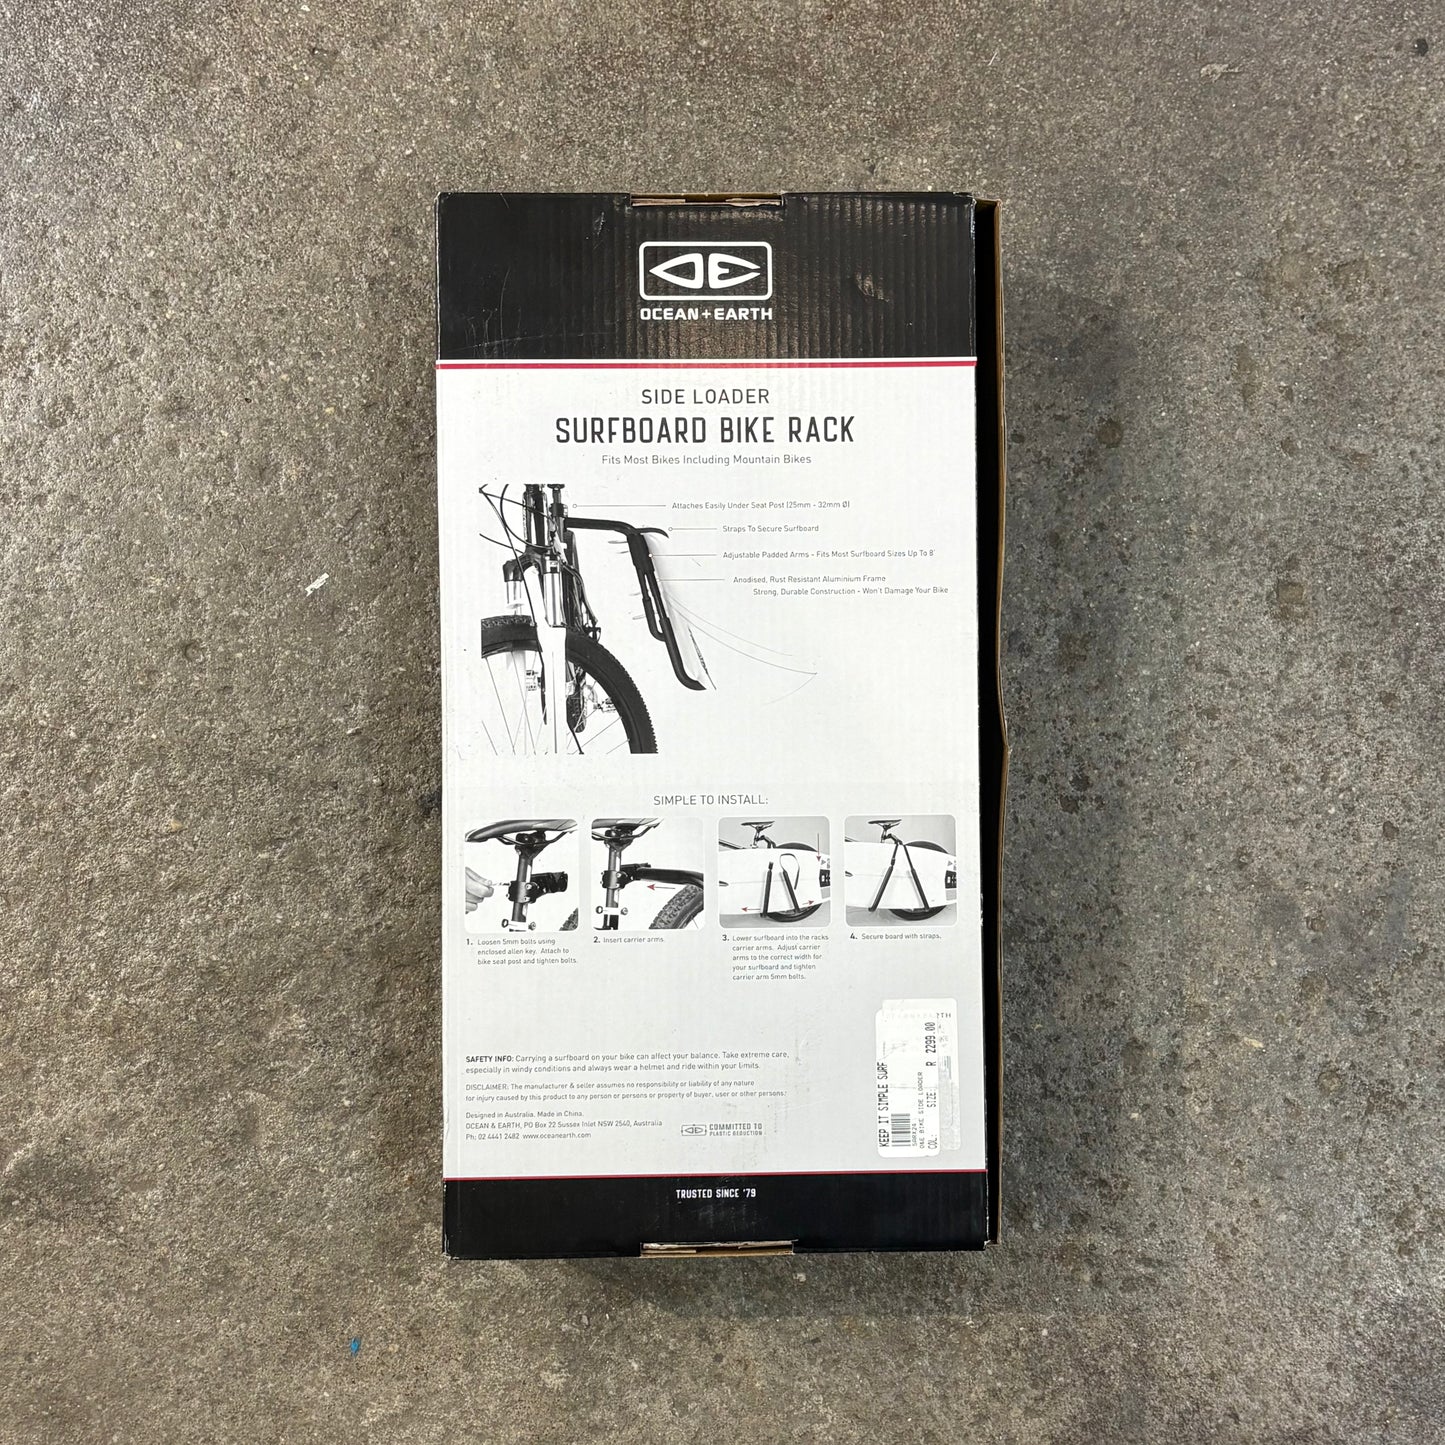 OCEAN+EARTH
SIDE LOADER
SURFBOARD BIKE RACK
Fits Most Bikes Including Mountain Bikes
Attaches Easily Under Seat Post (25mm - 32mm Ø)
Straps To Secure Surfboard
Adjustable Padded Arms - Fits Most Surfboard Sizes Up To 8'
Anodised, Rust Resistant Aluminium Frame
Strong, Durable Construction - Won't Damage Your Bike
SIMPLE TO INSTALL:
1. Loosen 5mm bolts using
enclosed allen key. Attach to
bike seat post and tighten bolts.
2. Insert carrier arms.
3. Lower surfboard into the racks
carrier arms. Adjust carrier
arms to the correct width for
your surfboard and tighten
carrier arm 5mm bolts.
4. Secure board with straps.
SAFETY INFO: Carrying a surfboard on your bike can affect your balance. Take extreme care,
especially in windy conditions and always wear a helmet and ride within your limits.
DISCLAIMER: The manufacturer & seller assumes no responsibility or liability of any nature
for injury caused by this product to any person or persons or property of buyer, user or other persons.
Designed in Australia. Made in China.
OCEAN & EARTH, PO Box 22 Sussex Inlet NSW 2540, Australia
Ph: 02 4441 2482 www.oceanearth.com
COMMITTED TO
PLASTIC REDUCTION
KEEP IT SIMPLE SURF
SARK24
O&E BIKE SIDE LOADER
COL: SIZE: R 2299.00
TRUSTED SINCE '79